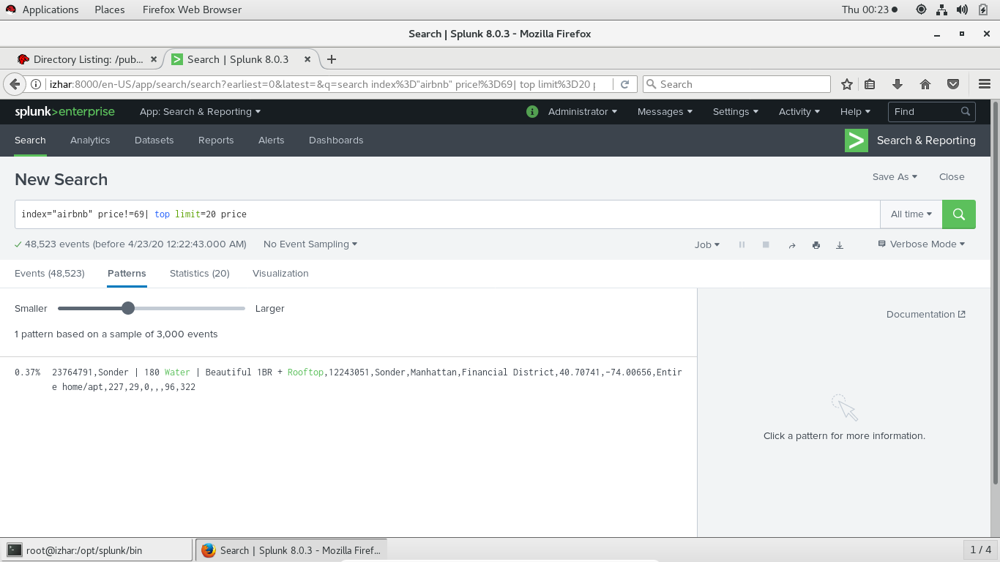 Applications Places Firefox Web Browser Thu 00:23
Search | Splunk 8.0.3 - Mozilla Firefox
Directory Listing: /pub... Search | Splunk 8.0.3
izhar:8000/en-US/app/search/search?earliest=0&latest=&q=search index%3D"airbnb" price!%3D69| top limit%3D20 p Search
splunk>enterprise App: Search & Reporting Administrator Messages Settings Activity Help Find
Search Analytics Datasets Reports Alerts Dashboards Search & Reporting
New Search Save As Close
index="airbnb" price!=69| top limit=20 price All time
48,523 events (before 4/23/20 12:22:43.000 AM) No Event Sampling Job Verbose Mode
Events (48,523) Patterns Statistics (20) Visualization
Smaller Larger
Documentation
1 pattern based on a sample of 3,000 events
0.37% 23764791,Sonder | 180 Water | Beautiful 1BR + Rooftop,12243051,Sonder,Manhattan,Financial District,40.70741,-74.00656,Entir
e home/apt,227,29,0,,,96,322
Click a pattern for more information.
root@izhar:/opt/splunk/bin Search | Splunk 8.0.3 - Mozilla Firef... 1 / 4